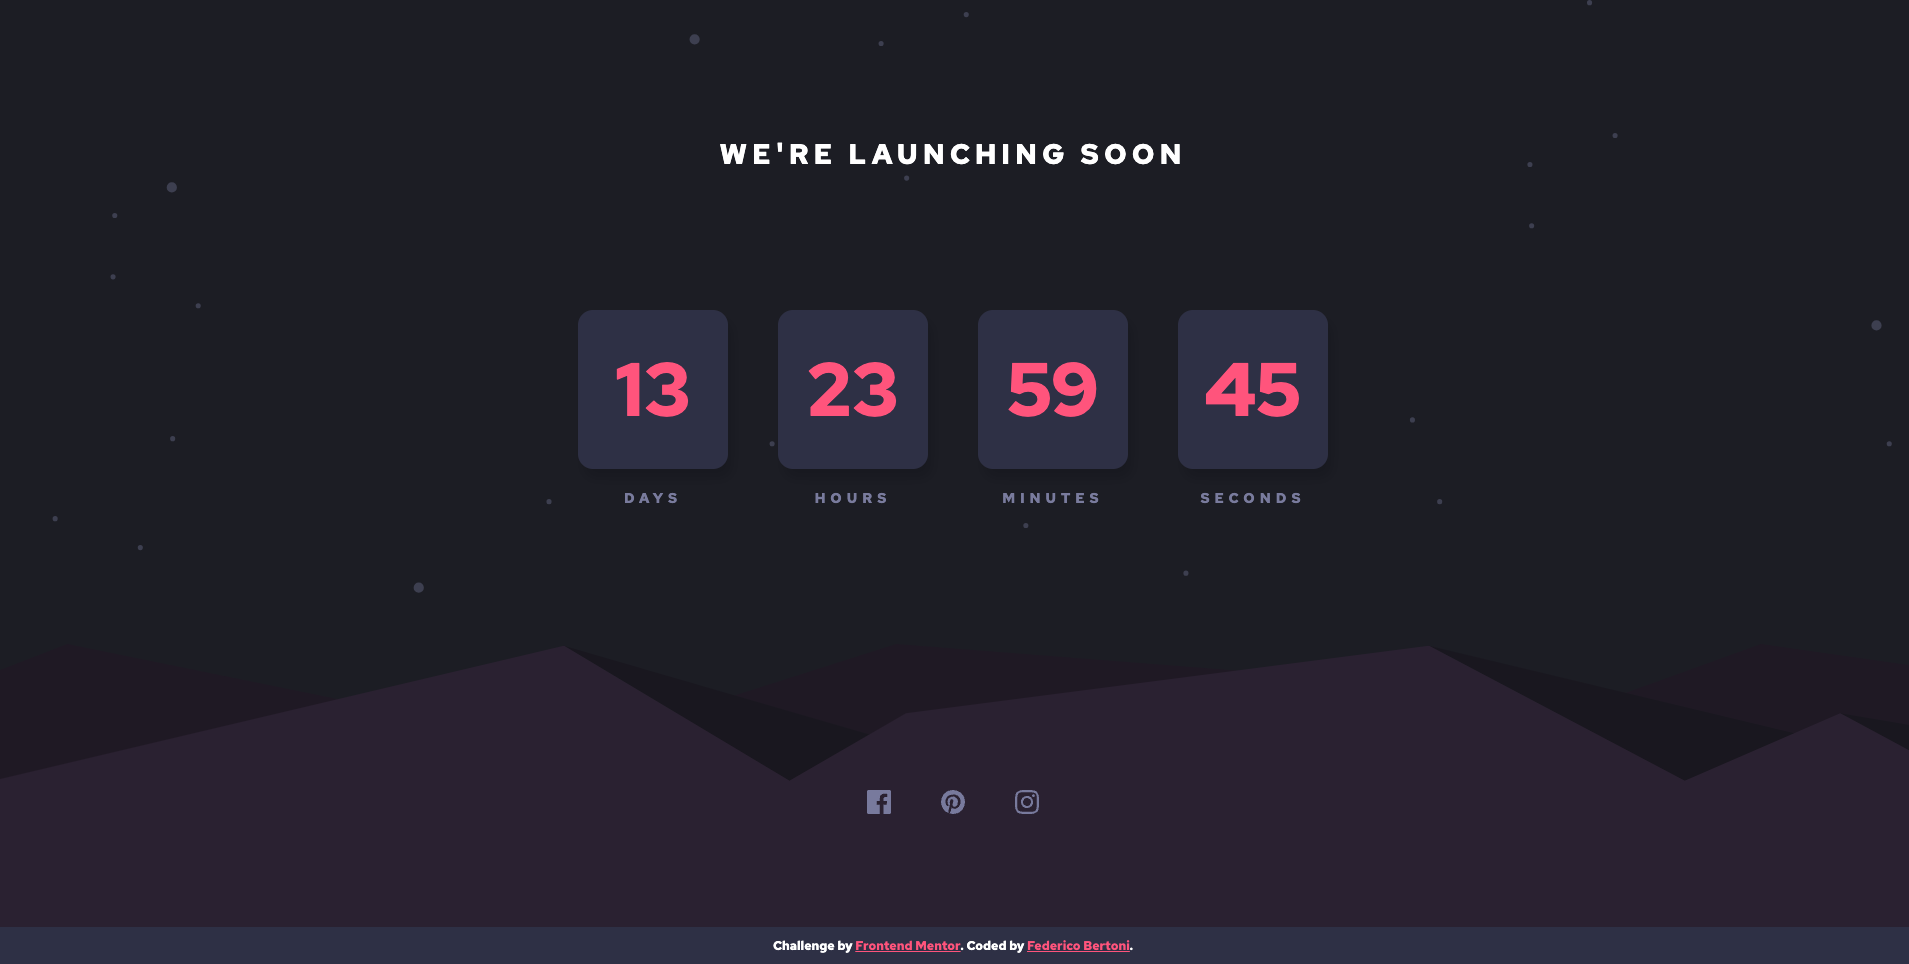 WE'RE LAUNCHING SOON
13 23 59 45
DAYS HOURS MINUTES SECONDS
Challenge by Frontend Mentor. Coded by Federico Bertoni.